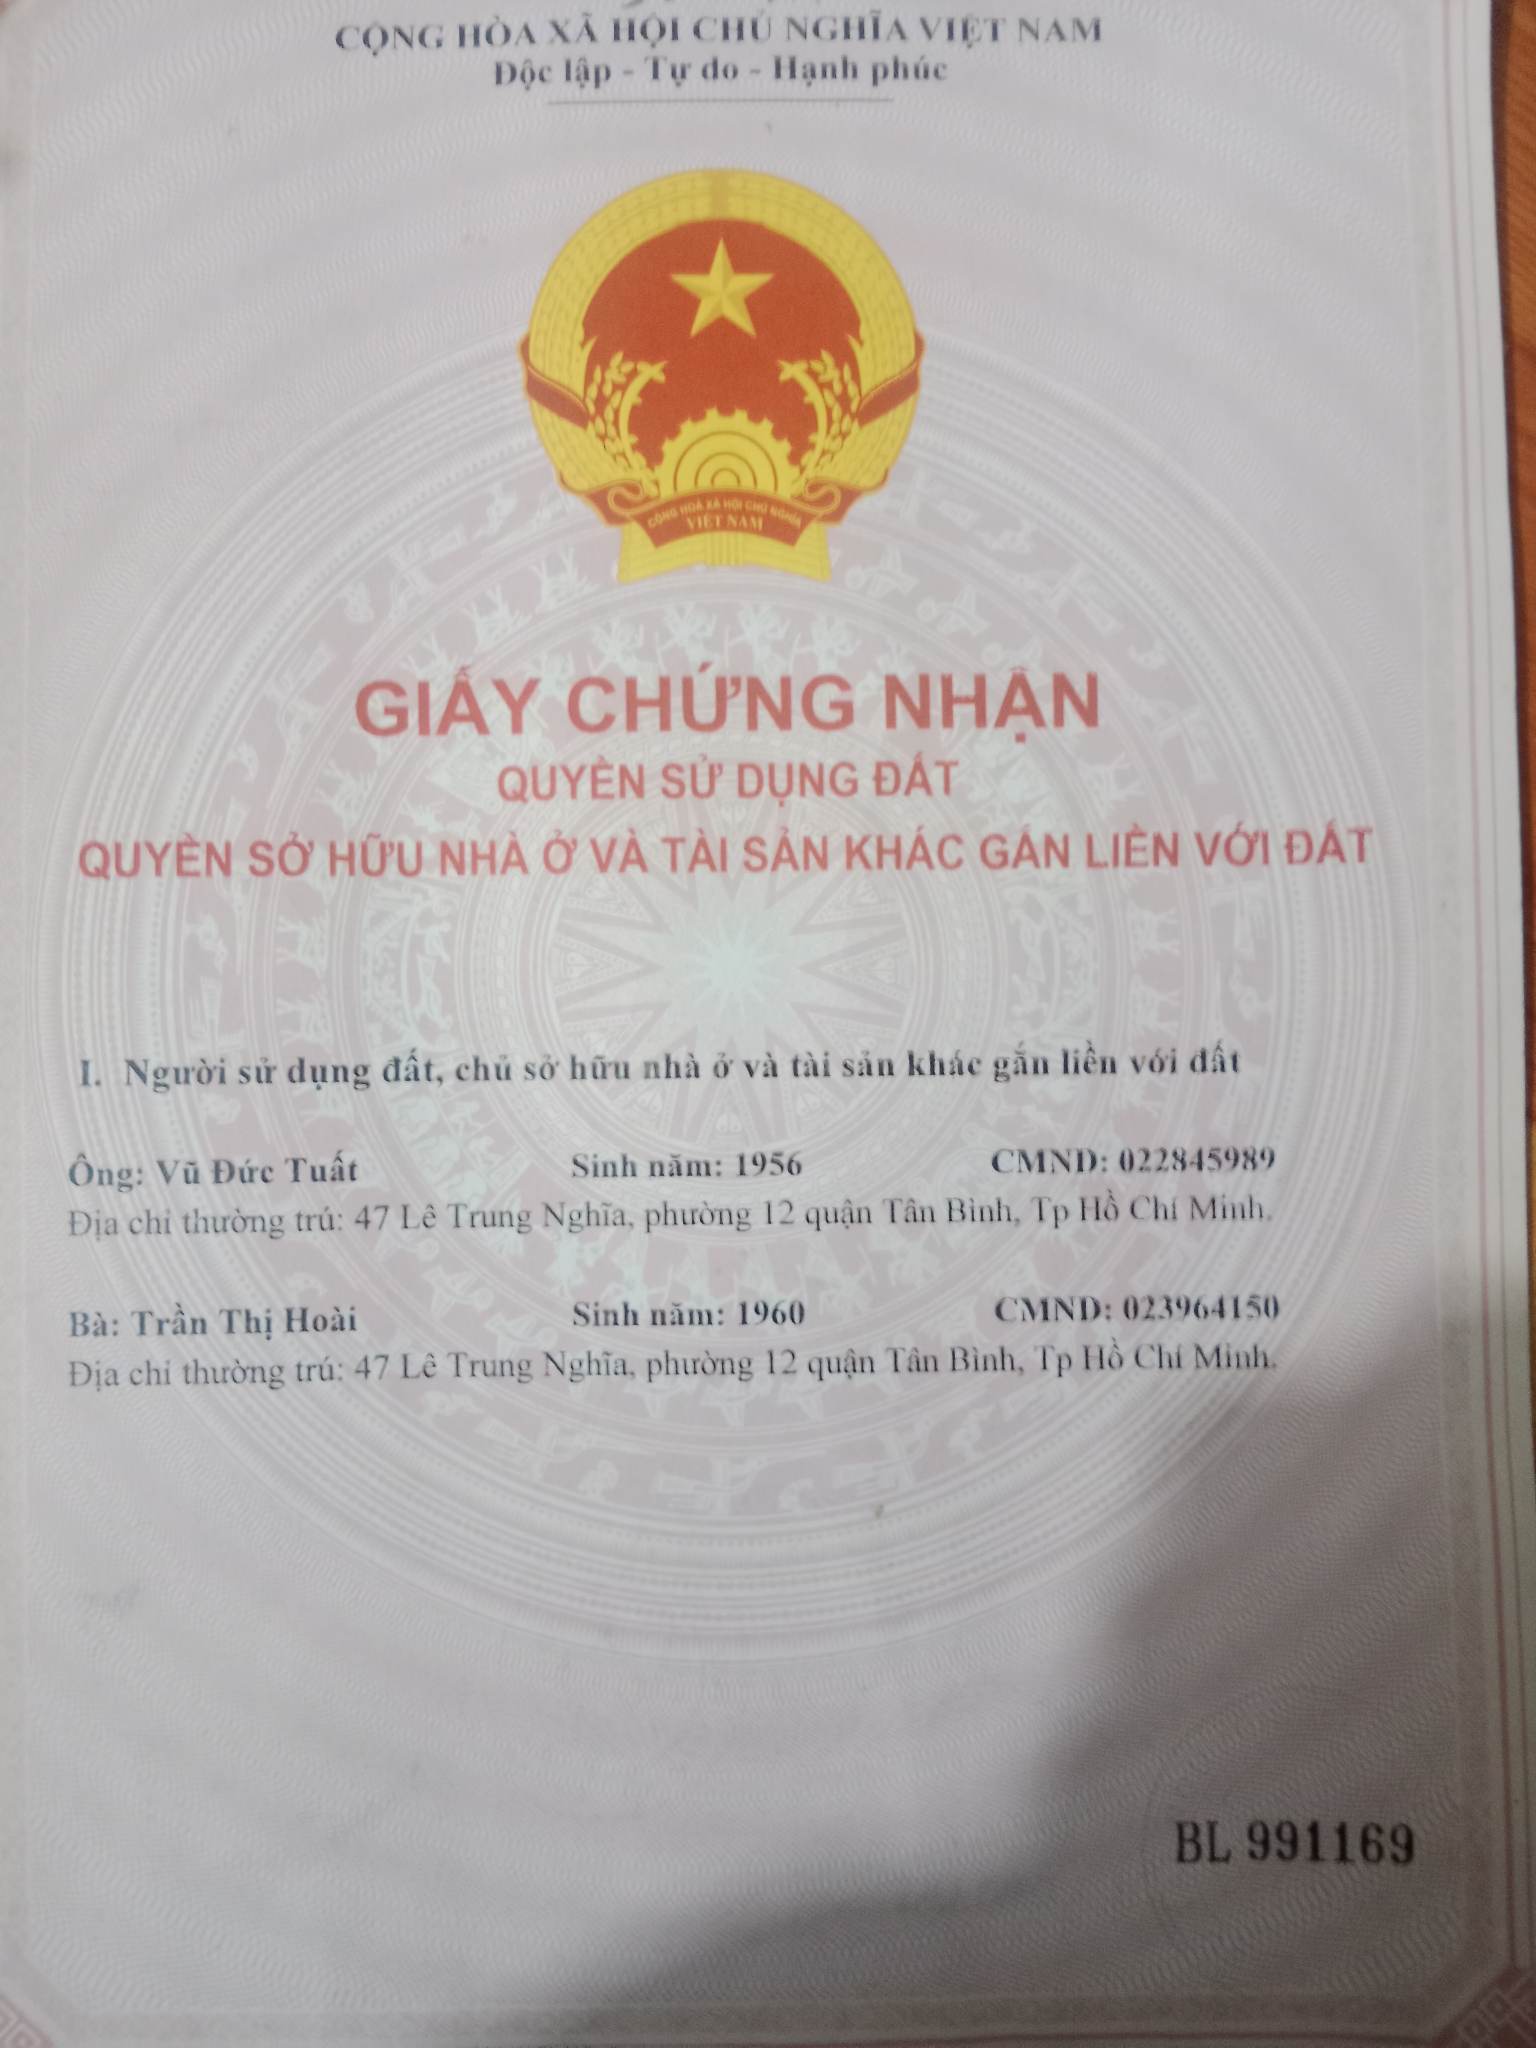 CỘNG HÒA XÃ HỘI CHỦ NGHĨA VIỆT NAM
Độc lập - Tự do - Hạnh phúc
CỘNG HOÀ XÃ HỘI CHỦ NGHĨA
VIỆT NAM
GIẤY CHỨNG NHẬN
QUYỀN SỬ DỤNG ĐẤT
QUYỀN SỞ HỮU NHÀ Ở VÀ TÀI SẢN KHÁC GẮN LIỀN VỚI ĐẤT
I. Người sử dụng đất, chủ sở hữu nhà ở và tài sản khác gắn liền với đất
Ông: Vũ Đức Tuất Sinh năm: 1956 CMND: 022845989
Địa chỉ thường trú: 47 Lê Trung Nghĩa, phường 12 quận Tân Bình, Tp Hồ Chí Minh.
Bà: Trần Thị Hoài Sinh năm: 1960 CMND: 023964150
Địa chỉ thường trú: 47 Lê Trung Nghĩa, phường 12 quận Tân Bình, Tp Hồ Chí Minh.
BL 991169